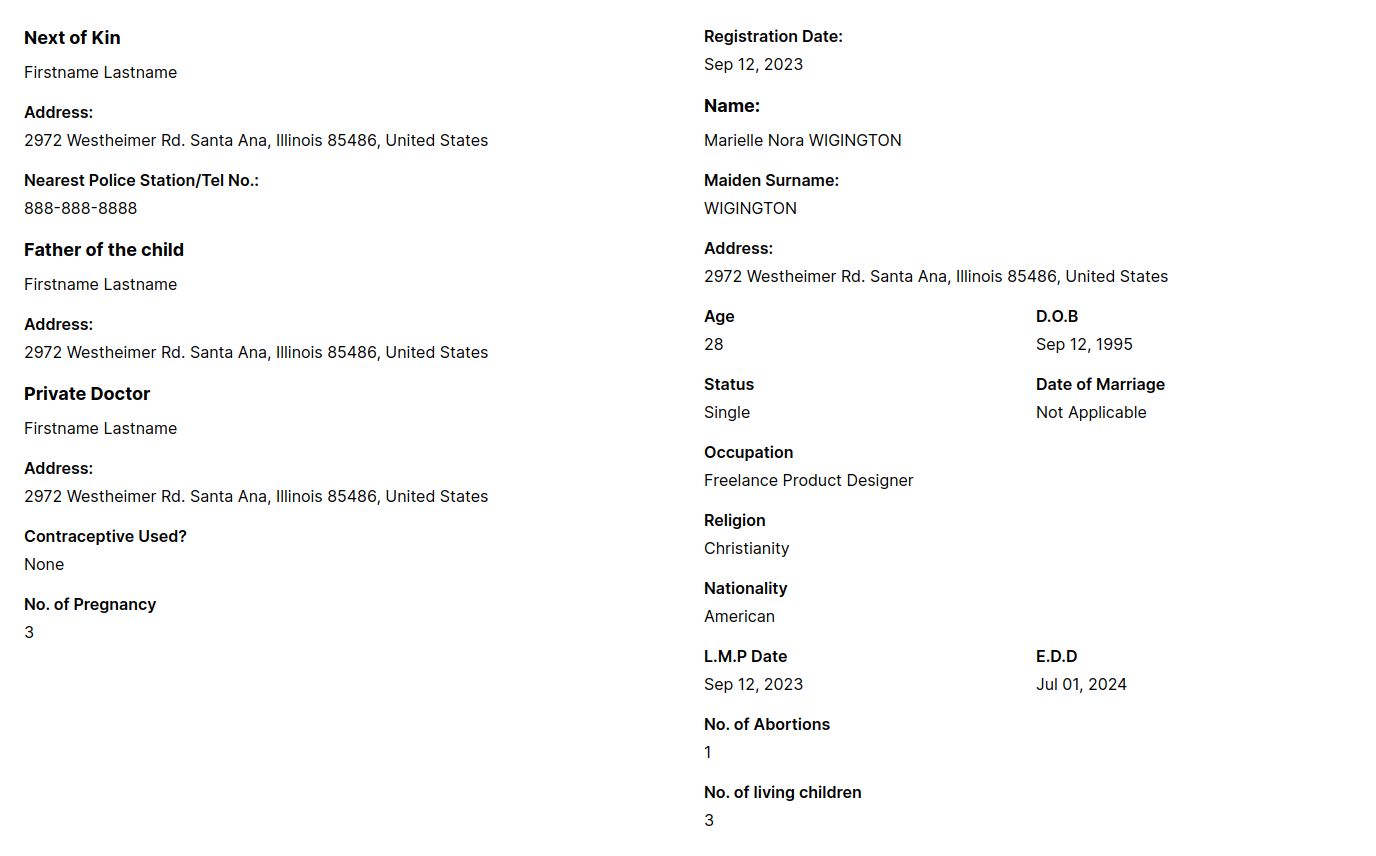 Next of Kin
Firstname Lastname
Address:
2972 Westheimer Rd. Santa Ana, Illinois 85486, United States
Nearest Police Station/Tel No.:
888-888-8888
Father of the child
Firstname Lastname
Address:
2972 Westheimer Rd. Santa Ana, Illinois 85486, United States
Private Doctor
Firstname Lastname
Address:
2972 Westheimer Rd. Santa Ana, Illinois 85486, United States
Contraceptive Used?
None
No. of Pregnancy
3
Registration Date:
Sep 12, 2023
Name:
Marielle Nora WIGINGTON
Maiden Surname:
WIGINGTON
Address:
2972 Westheimer Rd. Santa Ana, Illinois 85486, United States
Age D.O.B
28 Sep 12, 1995
Status Date of Marriage
Single Not Applicable
Occupation
Freelance Product Designer
Religion
Christianity
Nationality
American
L.M.P Date E.D.D
Sep 12, 2023 Jul 01, 2024
No. of Abortions
1
No. of living children
3